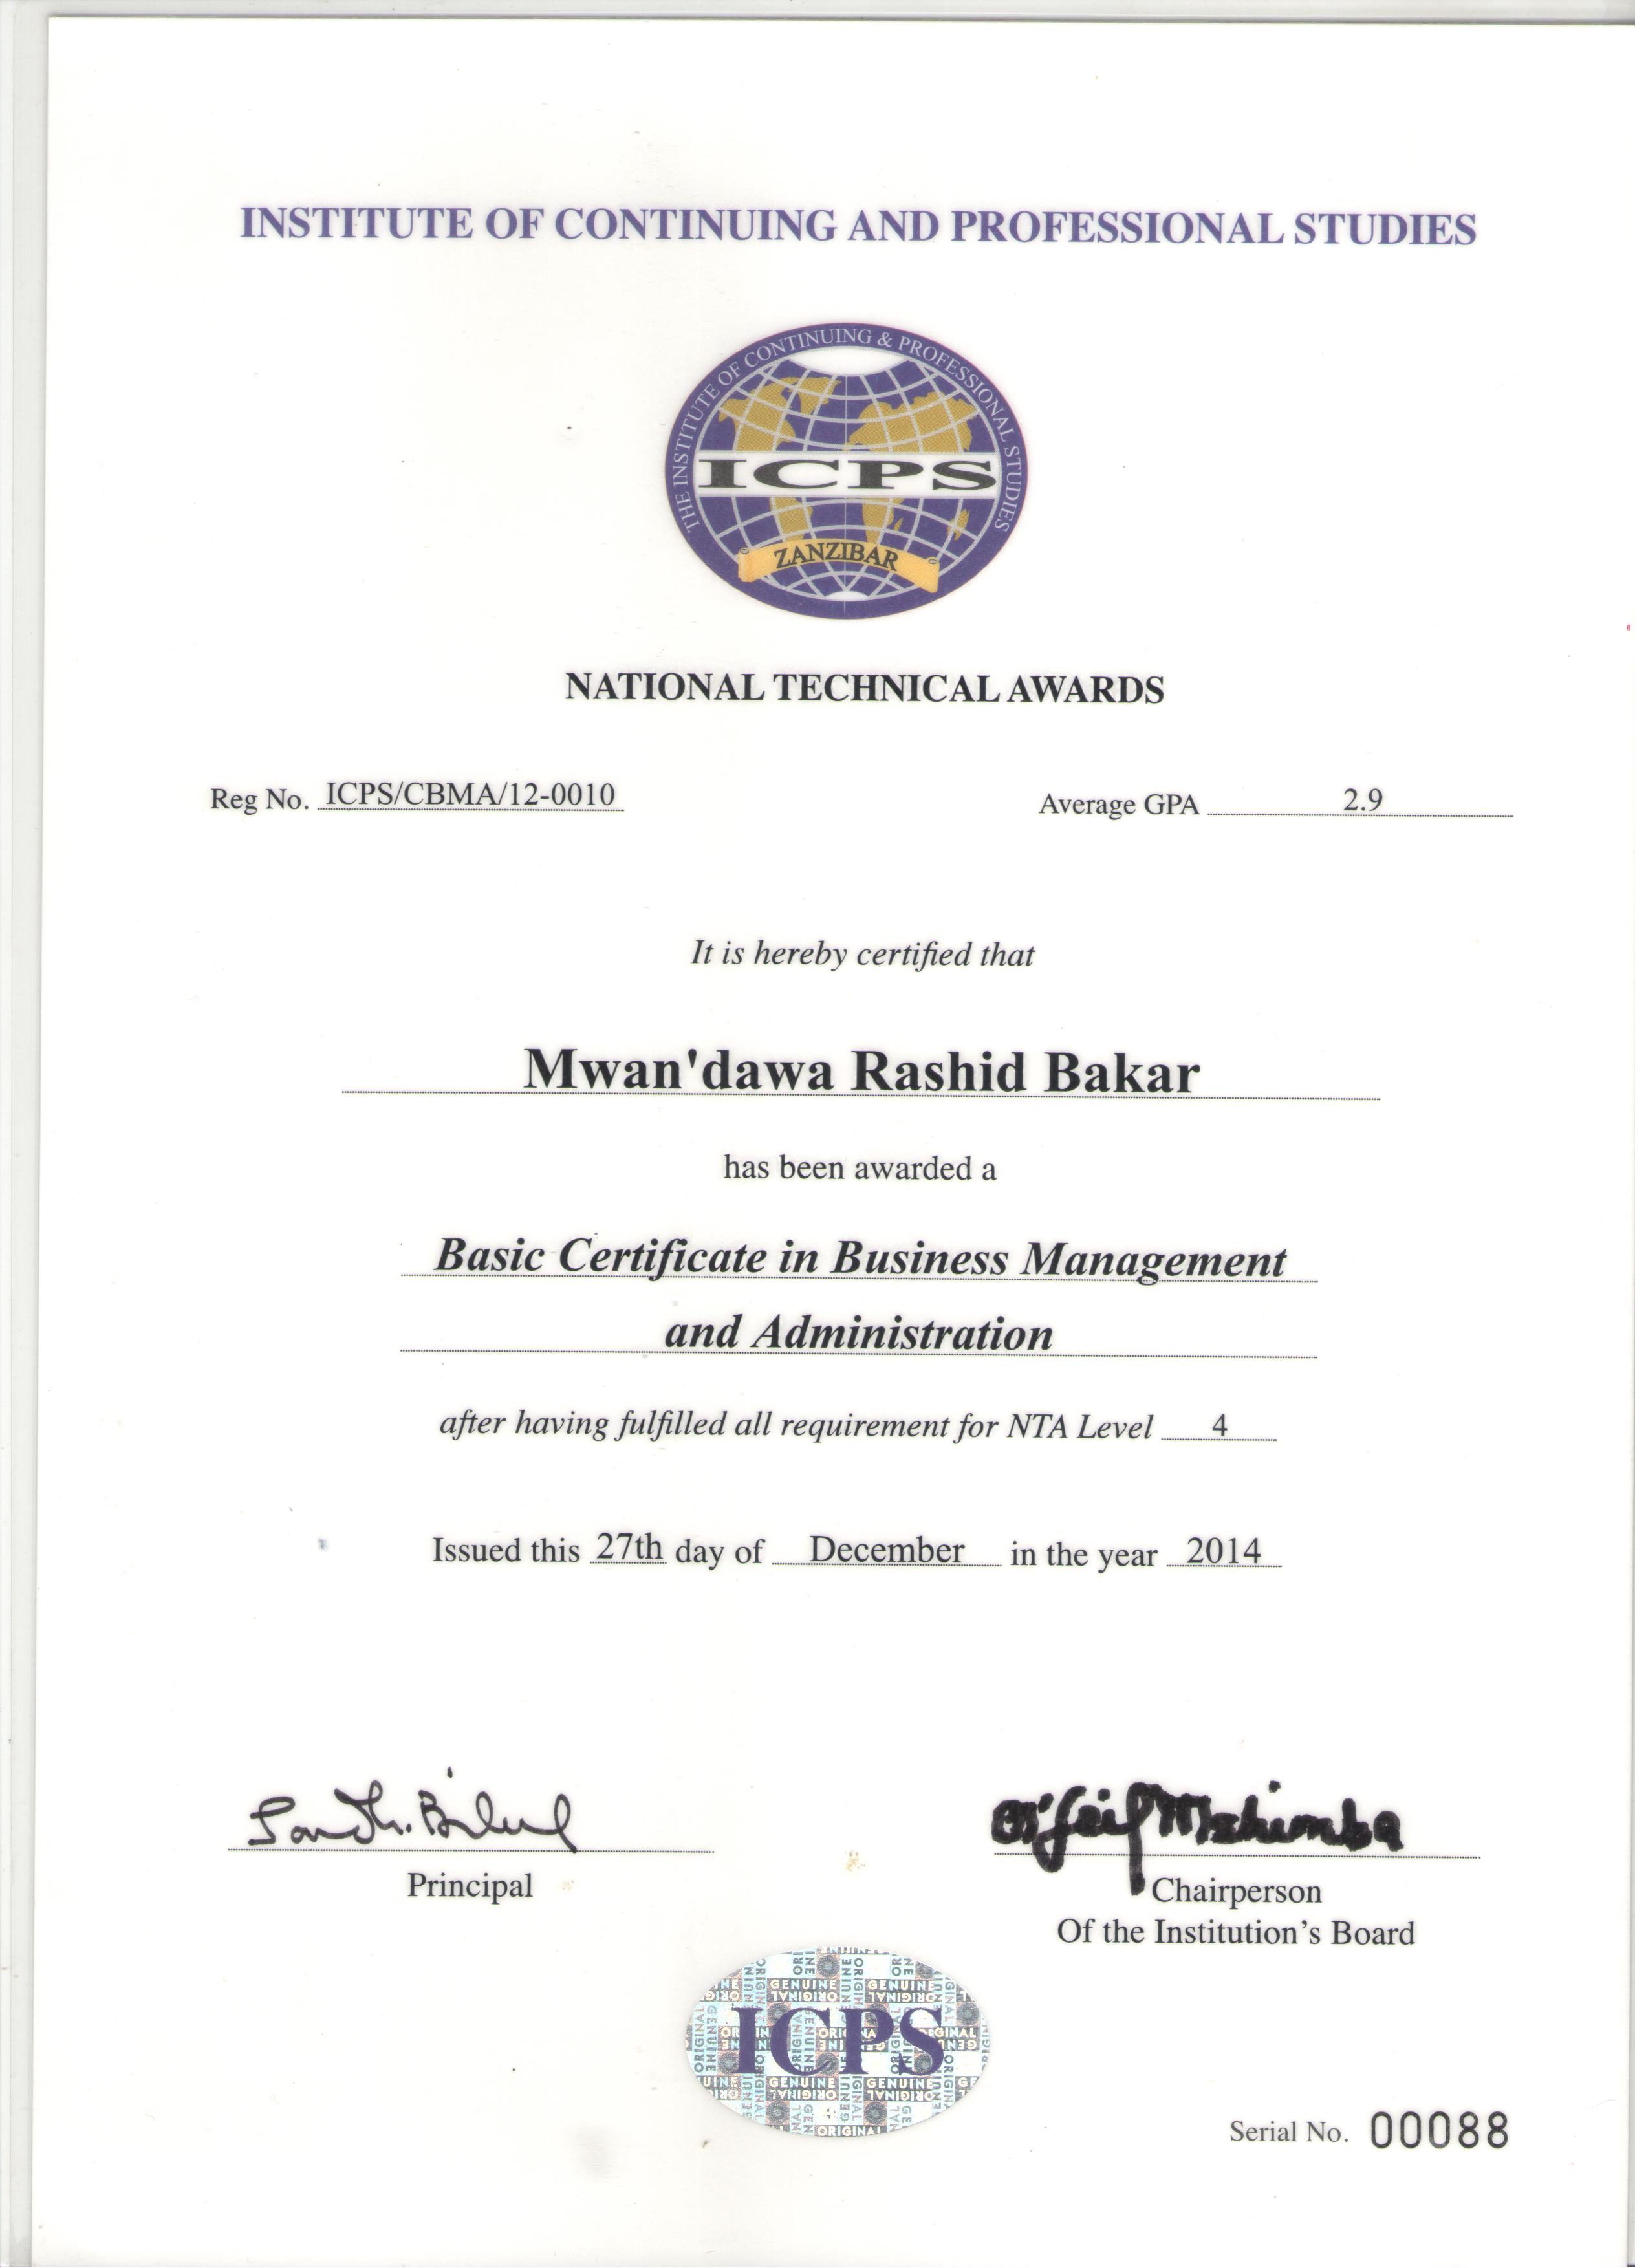 INSTITUTE OF CONTINUING AND PROFESSIONAL STUDIES
THE INSTITUTE OF CONTINUING & PROFESSIONAL STUDIES
ICPS
ZANZIBAR
NATIONAL TECHNICAL AWARDS
Reg No. ICPS/CBMA/12-0010 Average GPA 2.9
It is hereby certified that
Mwan'dawa Rashid Bakar
has been awarded a
Basic Certificate in Business Management
and Administration
after having fulfilled all requirement for NTA Level 4
Issued this 27th day of December in the year 2014
Principal
Chairperson
Of the Institution's Board
ICPS
GENUINE
ORIGINAL
Serial No. 00088